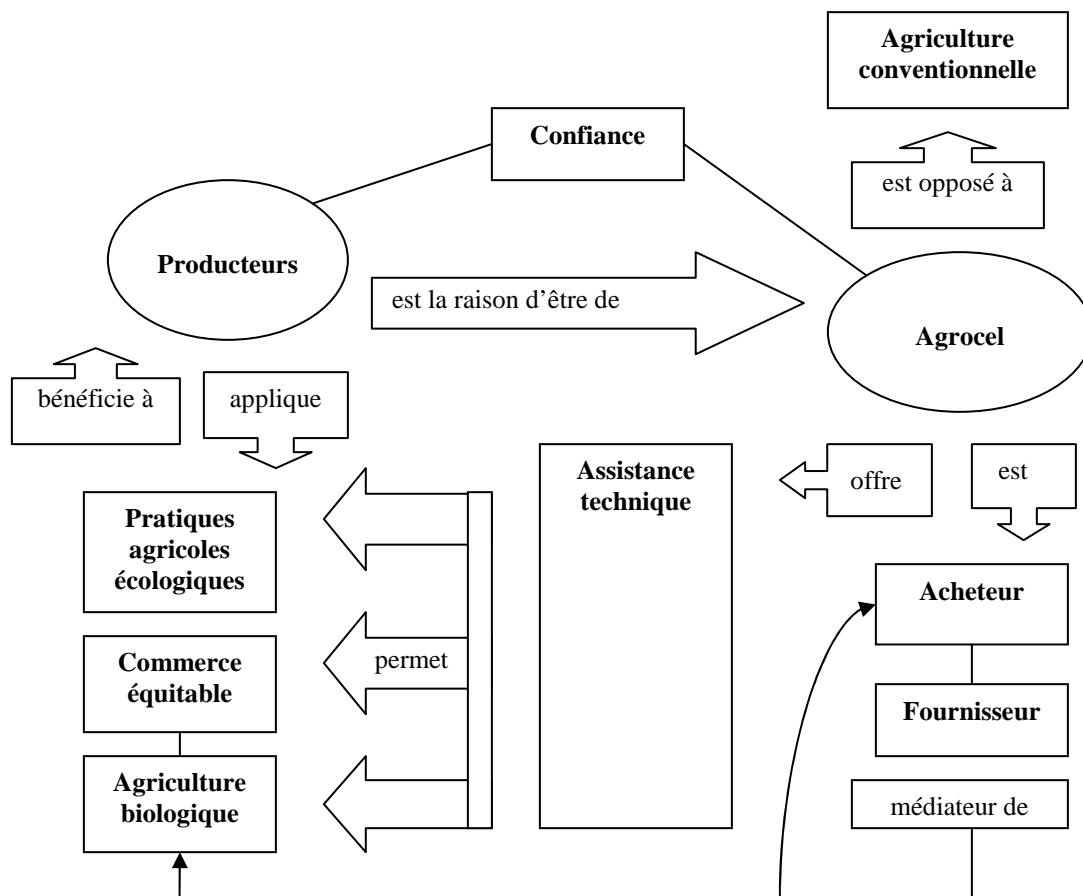 Agriculture
conventionnelle
Confiance
est opposé à
Producteurs
est la raison d'être de
Agrocel
bénéficie à
applique
Assistance
technique
offre
est
Pratiques
agricoles
écologiques
Acheteur
Commerce
équitable
permet
Fournisseur
Agriculture
biologique
médiateur de